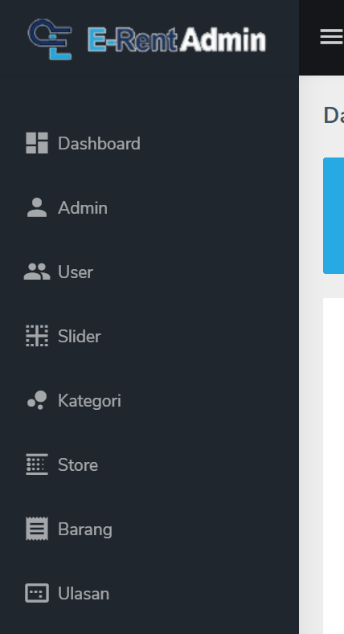 E-Rent Admin
Dashboard
Admin
User
Slider
Kategori
Store
Barang
Ulasan